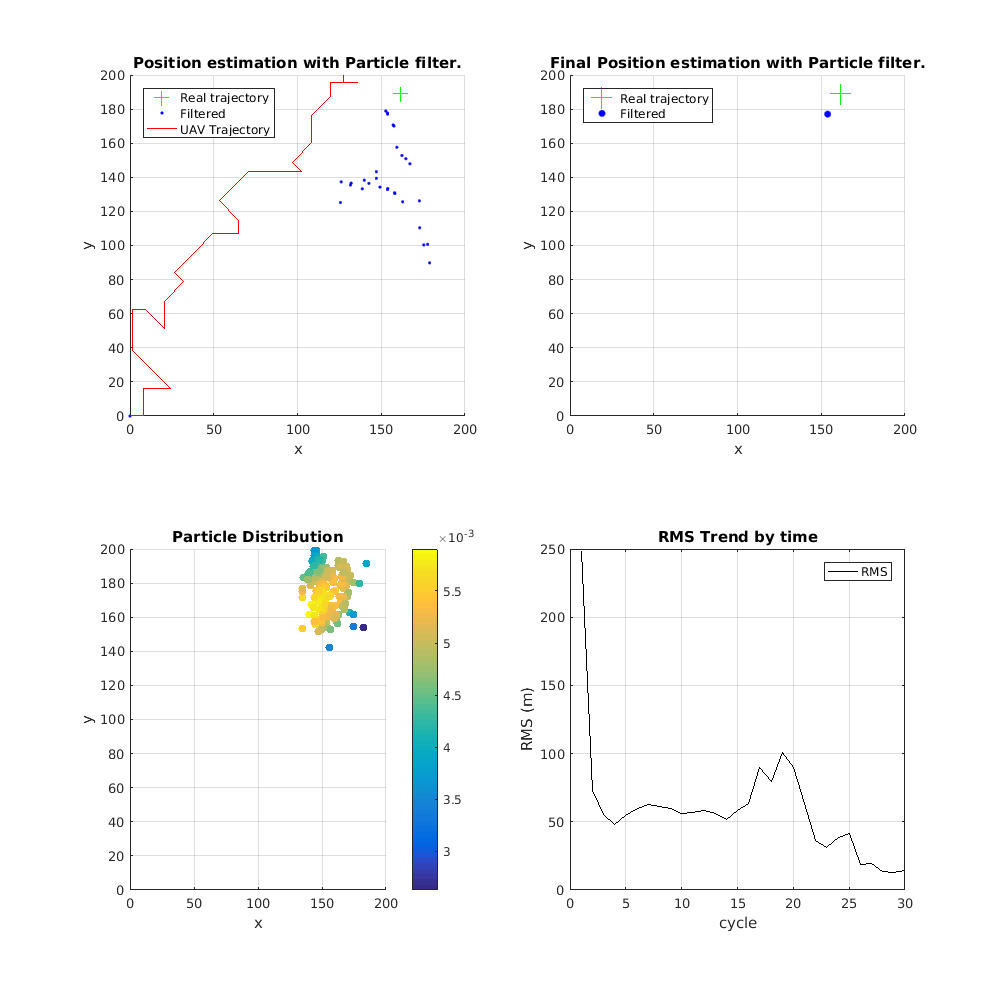 Position estimation with Particle filter.
Real trajectory
Filtered
UAV Trajectory
200
180
160
140
120
100
80
60
40
20
0
y
0 50 100 150 200
x
Final Position estimation with Particle filter.
Real trajectory
Filtered
200
180
160
140
120
100
80
60
40
20
0
y
0 50 100 150 200
x
Particle Distribution
200
180
160
140
120
100
80
60
40
20
0
y
0 50 100 150 200
x
×10⁻³
5.5
5
4.5
4
3.5
3
RMS Trend by time
RMS
250
200
150
100
50
0
RMS (m)
0 5 10 15 20 25 30
cycle